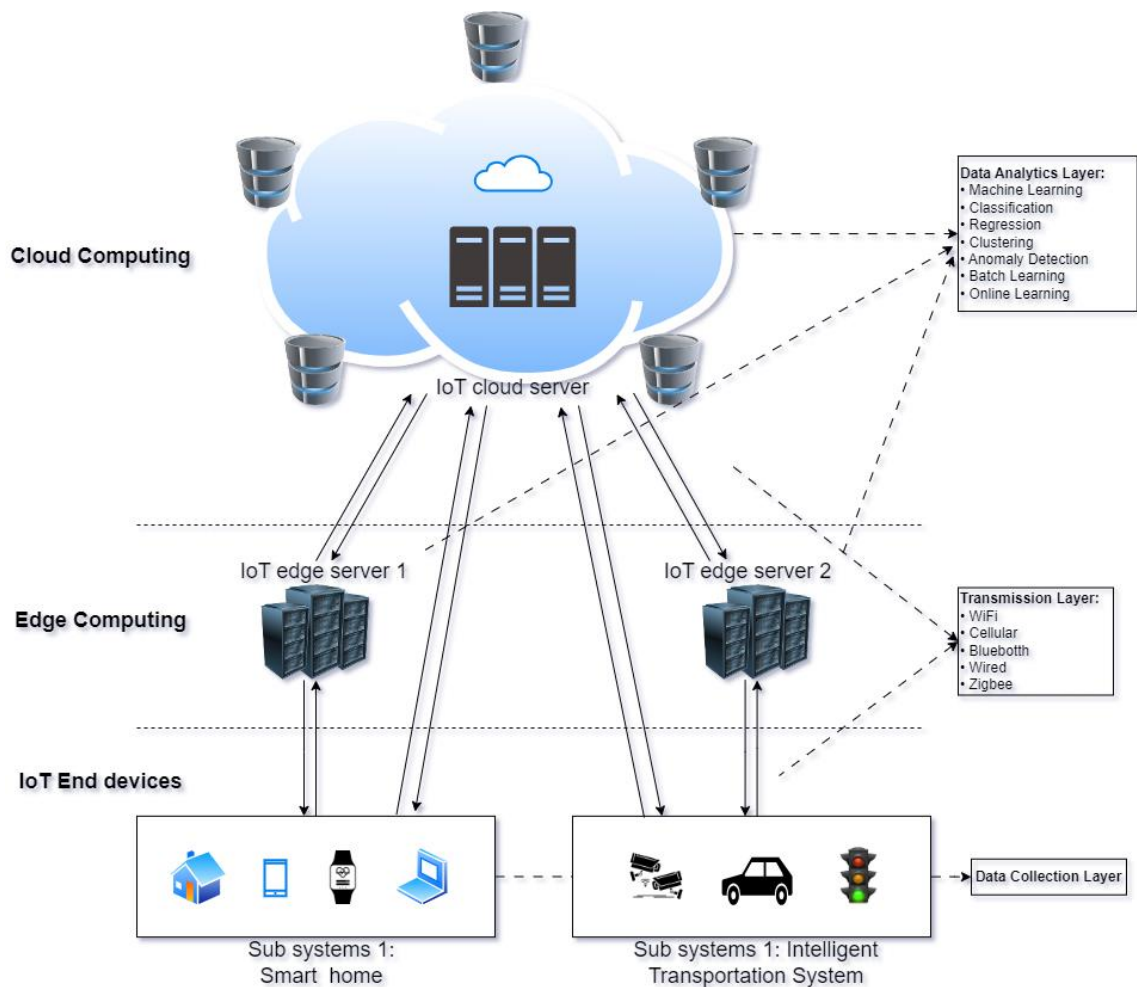 Data Analytics Layer:
• Machine Learning
• Classification
• Regression
• Clustering
• Anomaly Detection
• Batch Learning
• Online Learning
Cloud Computing
IoT cloud server
IoT edge server 1
IoT edge server 2
Edge Computing
Transmission Layer:
• WiFi
• Cellular
• Bluebotth
• Wired
• Zigbee
IoT End devices
Data Collection Layer
Sub systems 1:
Smart home
Sub systems 1: Intelligent
Transportation System